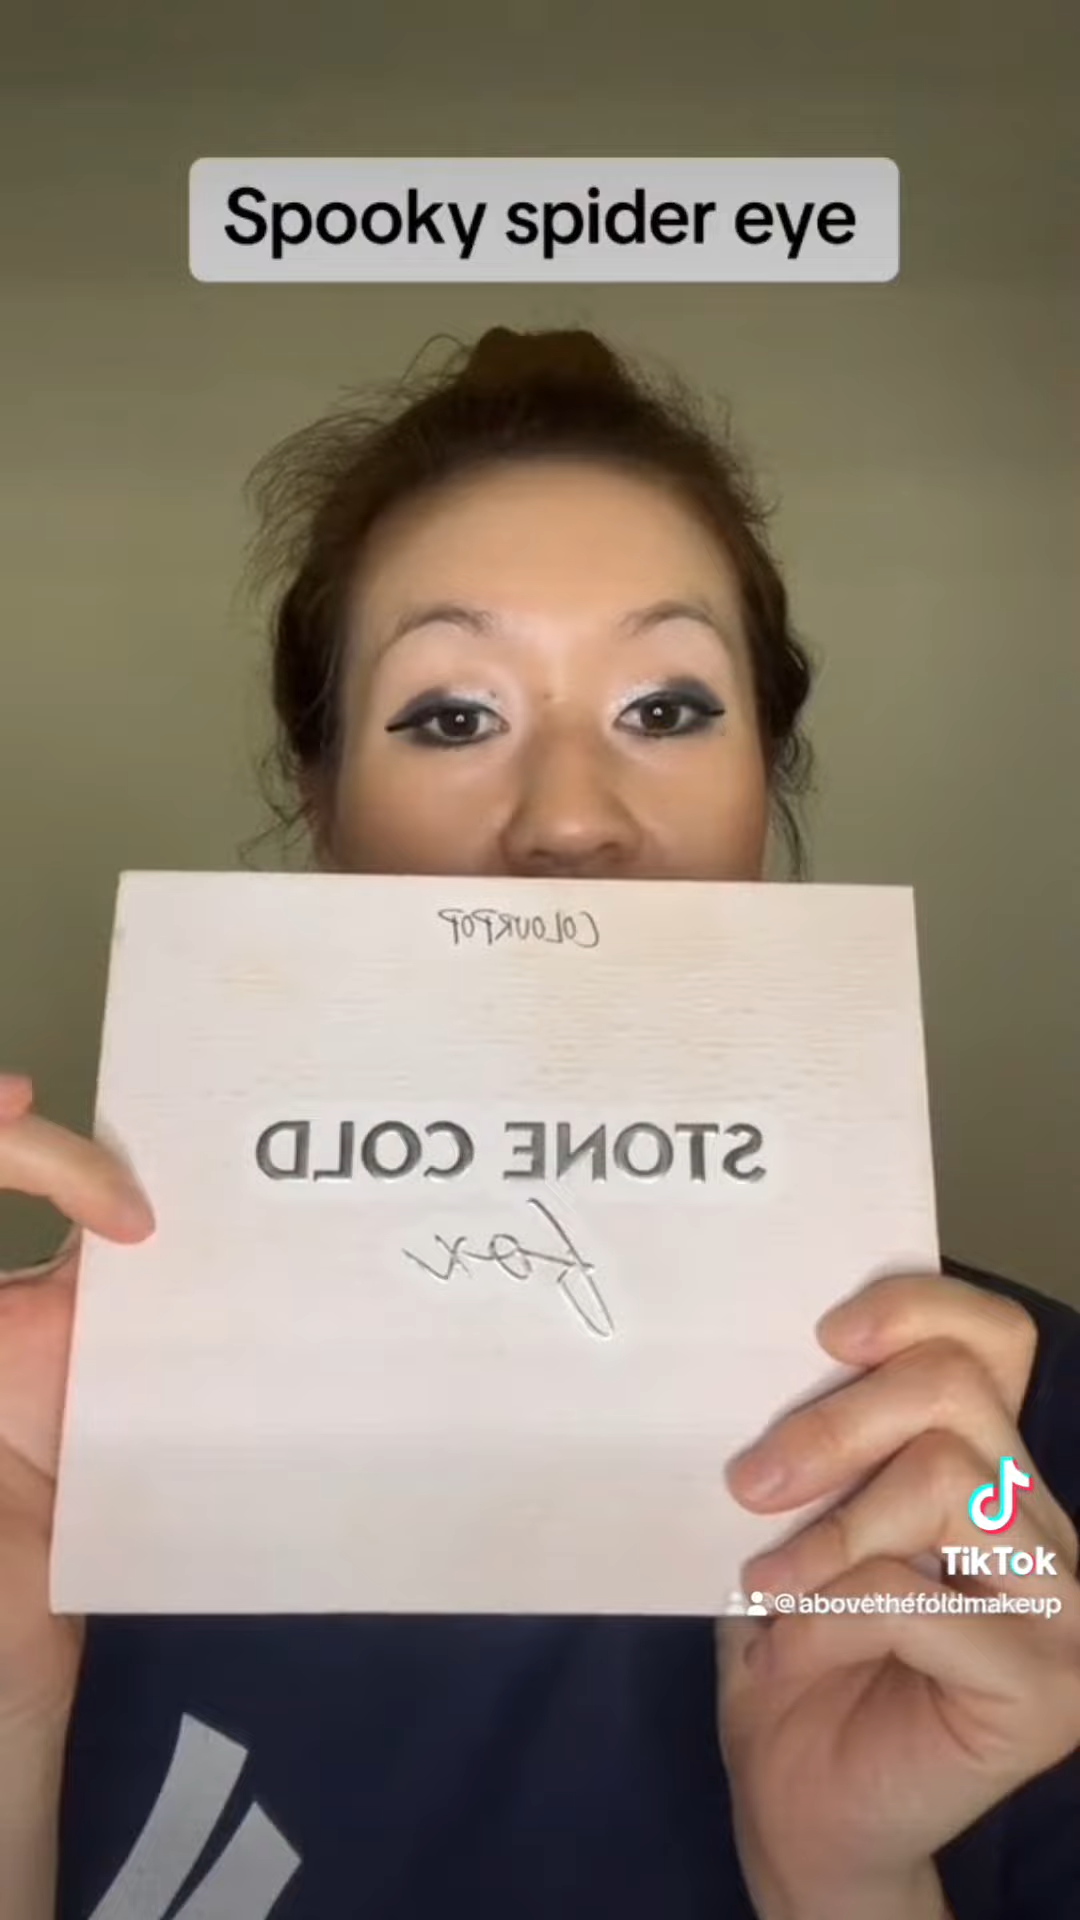 Spooky spider eye
COLOURPOP
STONE COLD
fox
TikTok
@abovethefoldmakeup